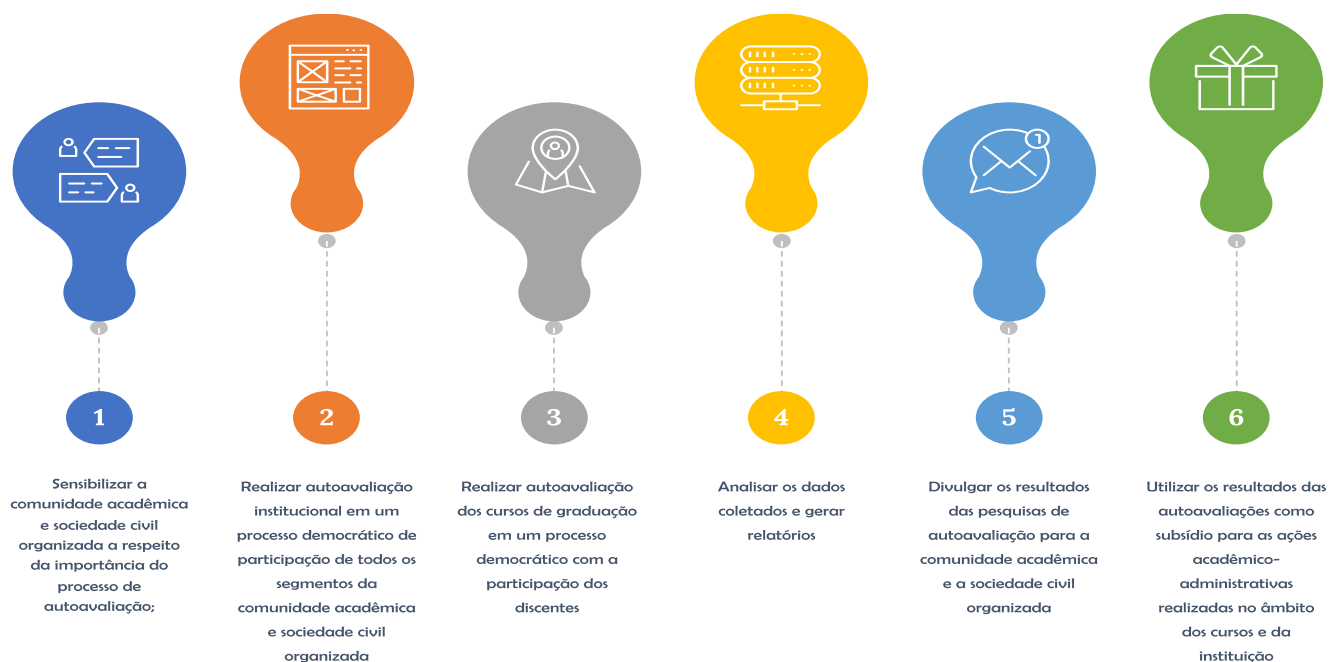 1
1
Sensibilizar a
comunidade acadêmica
e sociedade civil
organizada a respeito
da importância do
processo de
autoavaliação;
2
Realizar autoavaliação
institucional em um
processo democrático de
participação de todos os
segmentos da
comunidade acadêmica
e sociedade civil
organizada
3
Realizar autoavaliação
dos cursos de graduação
em um processo
democrático com a
participação dos
discentes
4
Analisar os dados
coletados e gerar
relatórios
5
Divulgar os resultados
das pesquisas de
autoavaliação para a
comunidade acadêmica
e a sociedade civil
organizada
6
Utilizar os resultados das
autoavaliações como
subsídio para as ações
acadêmico-
administrativas
realizadas no âmbito
dos cursos e da
instituição